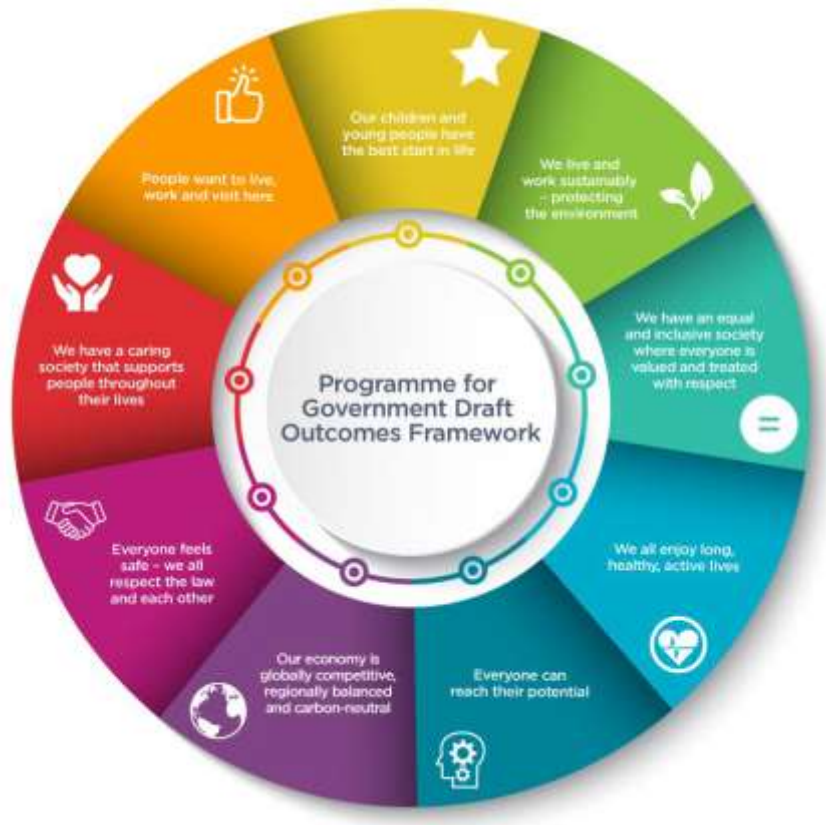 Our children and
young people have
the best start in life
We live and
work sustainably
– protecting
the environment
We have an equal
and inclusive society
where everyone is
valued and treated
with respect
=
We all enjoy long,
healthy, active lives
Everyone can
reach their potential
Our economy is
globally competitive,
regionally balanced
and carbon-neutral
Everyone feels
safe – we all
respect the law
and each other
We have a caring
society that supports
people throughout
their lives
People want to live,
work and visit here
Programme for
Government Draft
Outcomes Framework